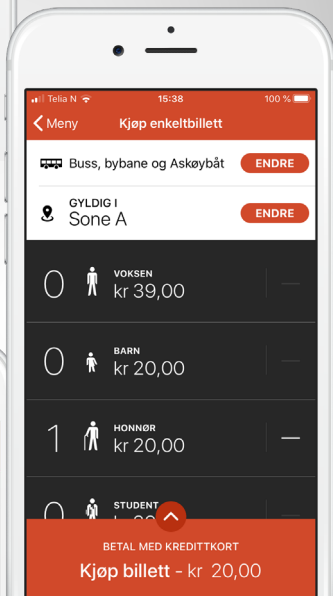 Telia N 15:38 100 %
Meny Kjøp enkeltbillett
Buss, bybane og Askøybåt ENDRE
GYLDIG I
Sone A ENDRE
0 VOKSEN
kr 39,00
0 BARN
kr 20,00
1 HONNØR
kr 20,00
0 STUDENT
kr
BETAL MED KREDITTKORT
Kjøp billett - kr 20,00